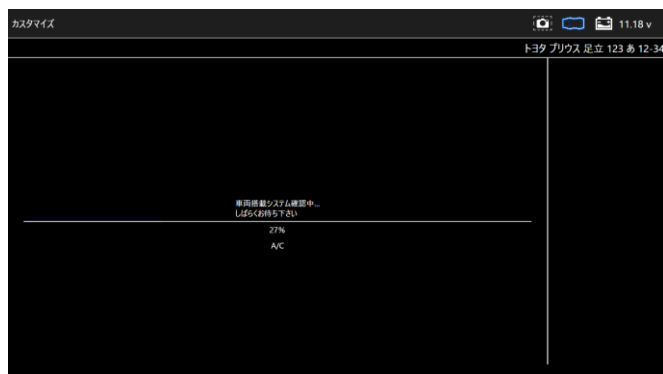 カスタマイズ
11.18 v
トヨタ プリウス 足立 123 あ 12-34
車両搭載システム確認中...
しばらくお待ち下さい
27%
A/C